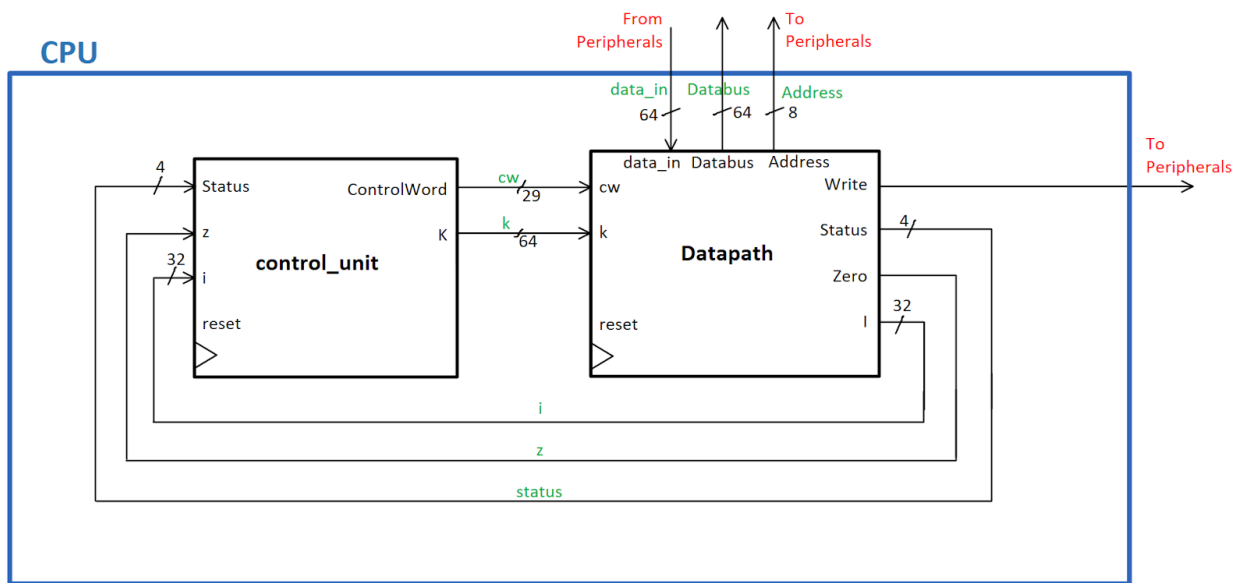 CPU
From
Peripherals
To
Peripherals
data_in
Databus
Address
64
64
8
To
Peripherals
4
Status
ControlWord
cw
29
z
K
k
64
32
i
control_unit
reset
data_in
Databus
Address
cw
Write
k
Status
4
Datapath
Zero
reset
I
32
i
z
status